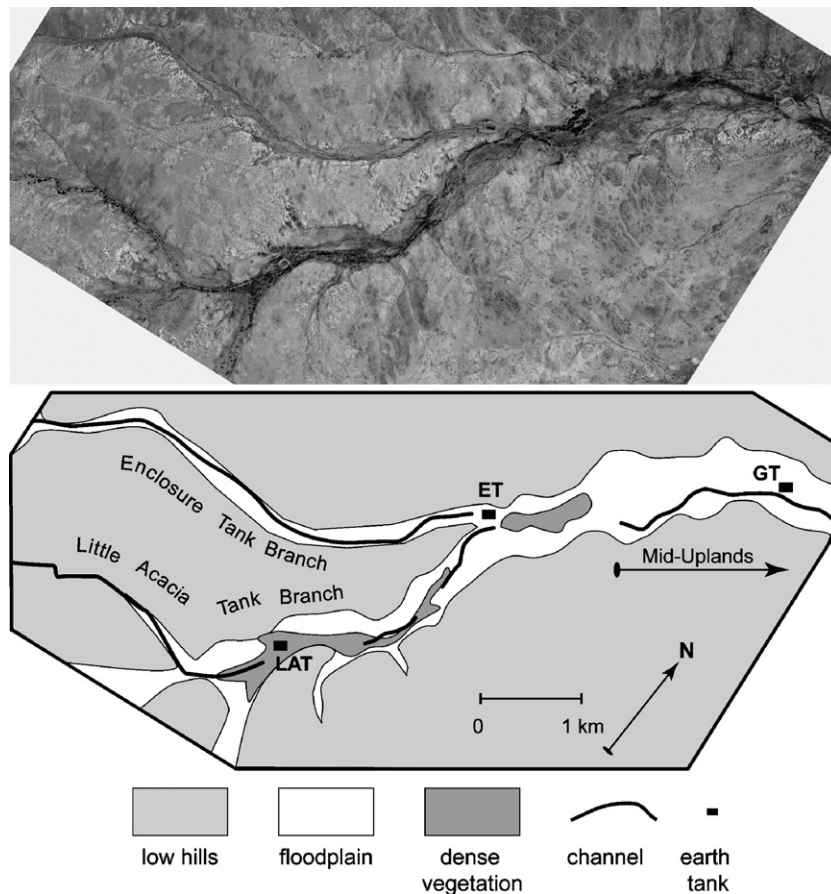 Enclosure Tank Branch
Little Acacia Tank Branch
ET
GT
Mid-Uplands
LAT
N
0 1 km
low hills floodplain dense vegetation channel earth tank